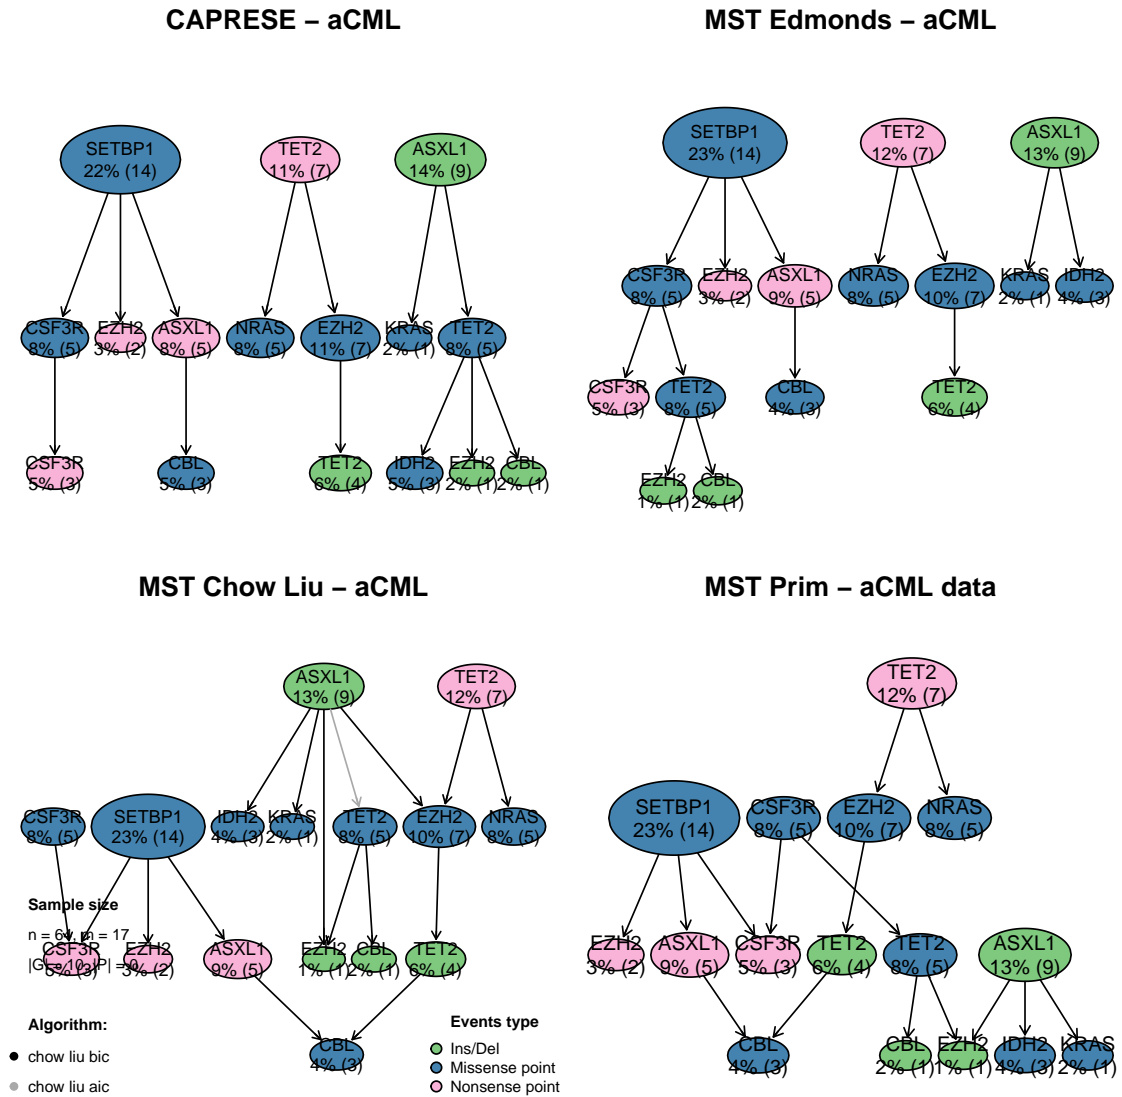 CAPRESE – aCML
SETBP1
22% (14)
TET2
11% (7)
ASXL1
14% (9)
CSF3R
8% (5)
EZH2
3% (2)
ASXL1
8% (5)
NRAS
8% (5)
EZH2
11% (7)
KRAS
2% (1)
TET2
8% (5)
CSF3R
5% (3)
CBL
5% (3)
TET2
6% (4)
IDH2
5% (3)
EZH2
2% (1)
CBL
2% (1)
MST Edmonds – aCML
SETBP1
23% (14)
TET2
12% (7)
ASXL1
13% (9)
CSF3R
8% (5)
EZH2
3% (2)
ASXL1
9% (5)
NRAS
8% (5)
EZH2
10% (7)
KRAS
2% (1)
IDH2
4% (3)
CSF3R
5% (3)
TET2
8% (5)
CBL
4% (3)
TET2
6% (4)
EZH2
1% (1)
CBL
2% (1)
MST Chow Liu – aCML
ASXL1
13% (9)
TET2
12% (7)
CSF3R
8% (5)
SETBP1
23% (14)
IDH2
4% (3)
KRAS
2% (1)
TET2
8% (5)
EZH2
10% (7)
NRAS
8% (5)
CSF3R
5% (3)
EZH2
3% (2)
ASXL1
9% (5)
EZH2
1% (1)
CBL
2% (1)
TET2
6% (4)
CBL
4% (3)
Sample size
m = 17
Algorithm:
chow liu bic
chow liu aic
Events type
Ins/Del
Missense point
Nonsense point
MST Prim – aCML data
TET2
12% (7)
SETBP1
23% (14)
CSF3R
8% (5)
EZH2
10% (7)
NRAS
8% (5)
EZH2
3% (2)
ASXL1
9% (5)
CSF3R
5% (3)
TET2
6% (4)
TET2
8% (5)
ASXL1
13% (9)
CBL
4% (3)
CBL
2% (1)
EZH2
1% (1)
IDH2
4% (3)
KRAS
2% (1)